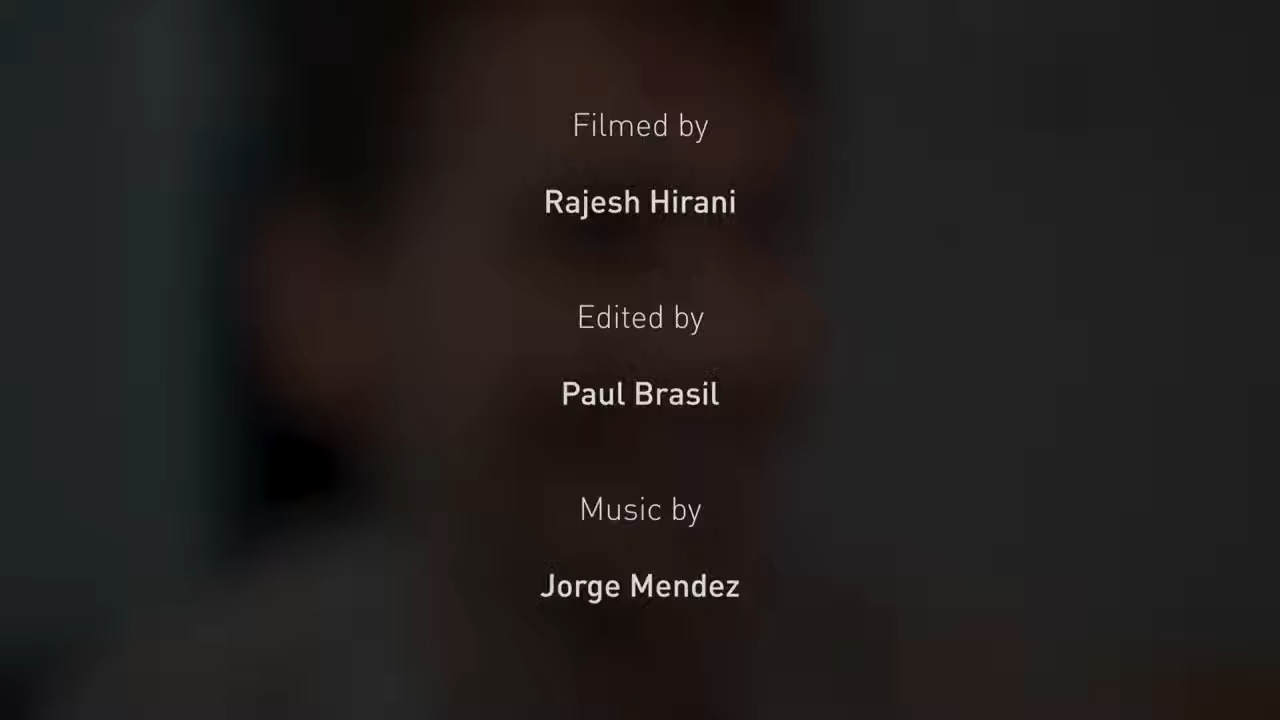 Filmed by
Rajesh Hirani
Edited by
Paul Brasil
Music by
Jorge Mendez